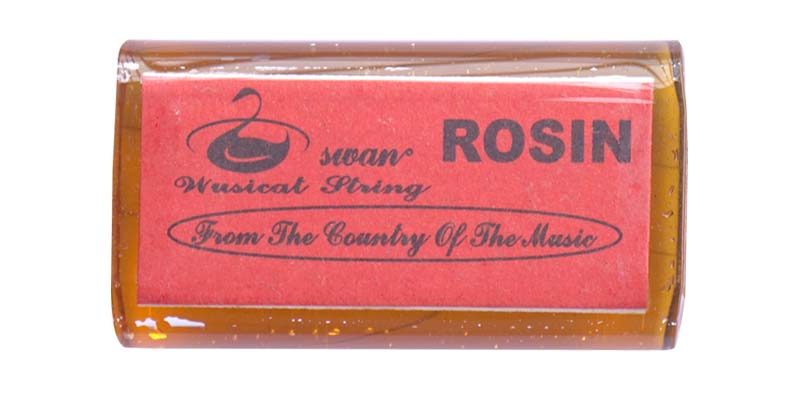 swan ROSIN
Wusicat String
From The Country Of The Music